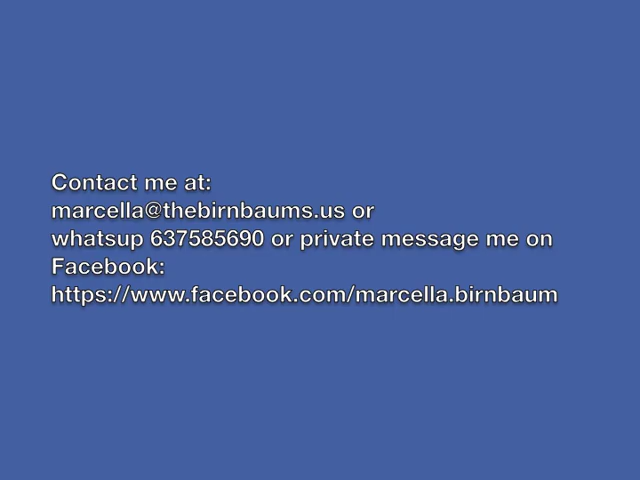 Contact me at:
marcella@thebirnbaums.us or
whatsup 637585690 or private message me on
Facebook:
https://www.facebook.com/marcella.birnbaum